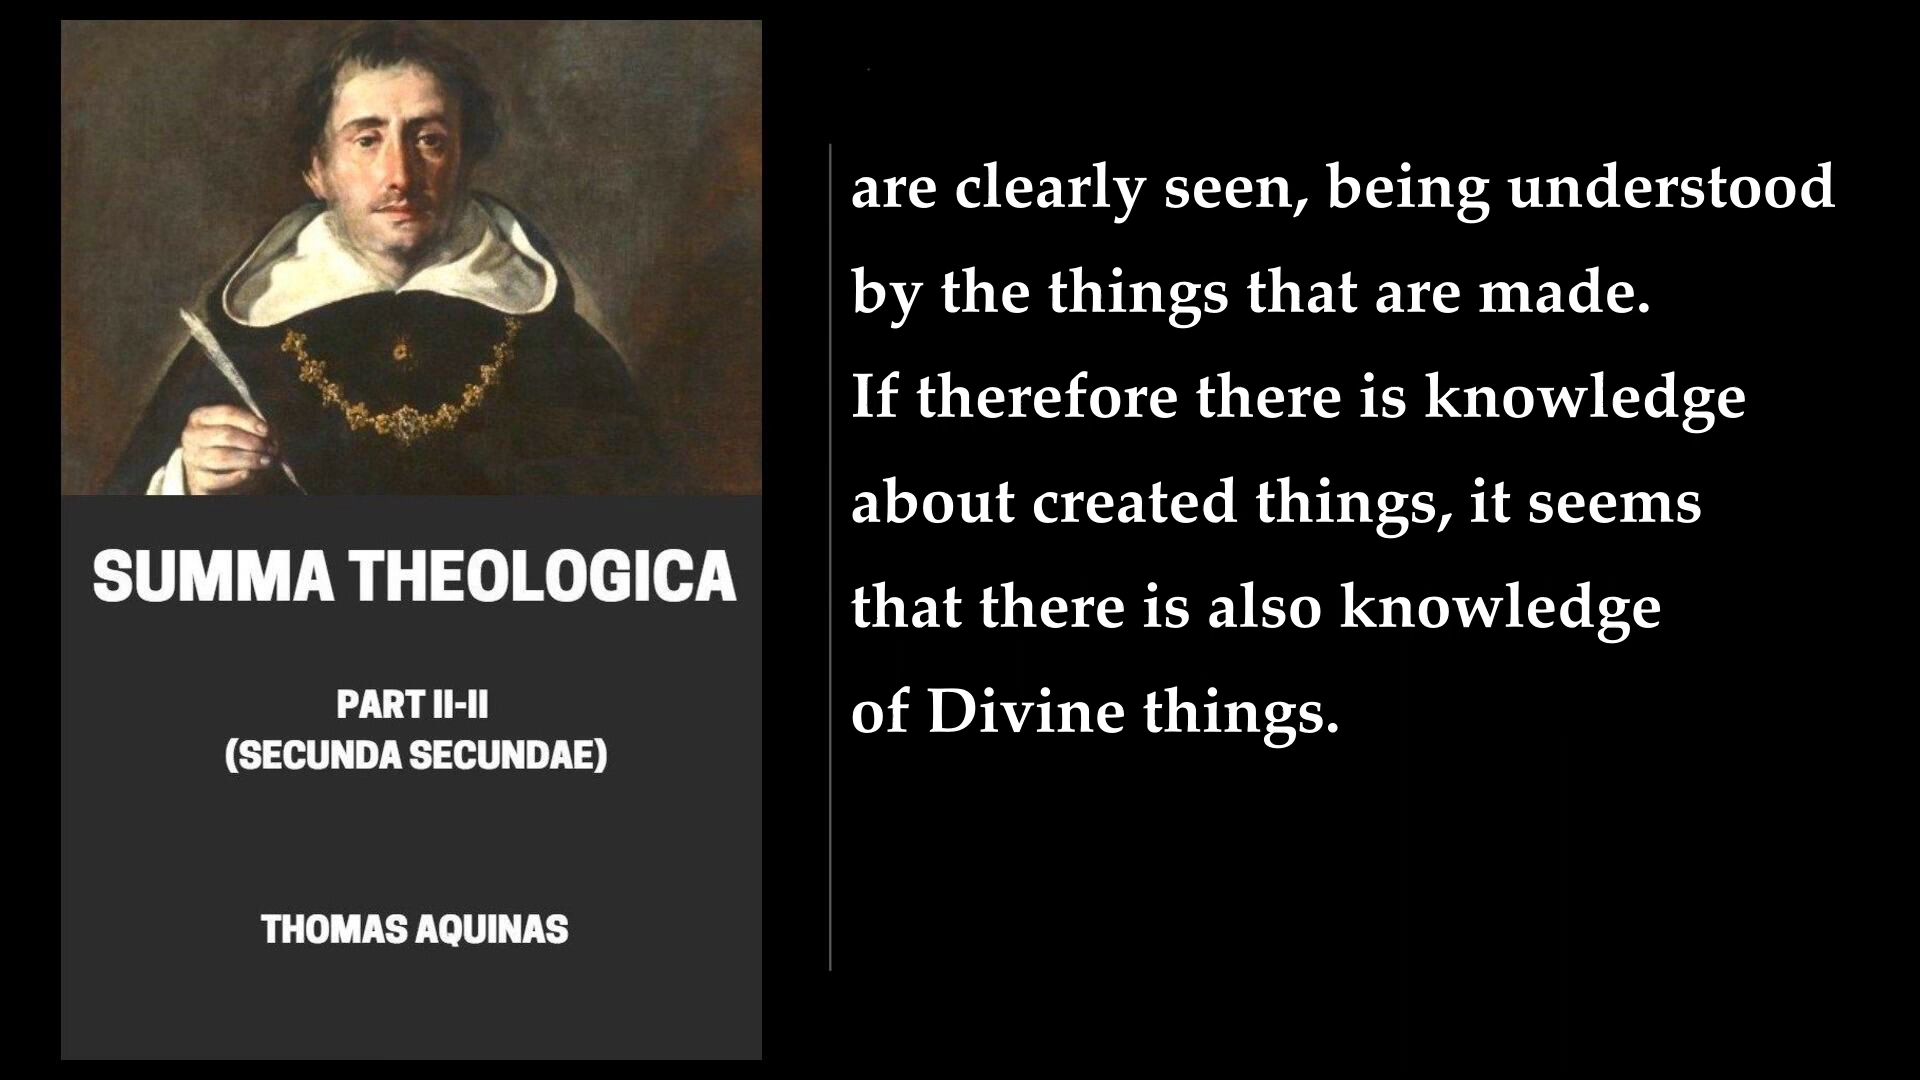 SUMMA THEOLOGICA
PART II-II
(SECUNDA SECUNDAE)
THOMAS AQUINAS
are clearly seen, being understood
by the things that are made.
If therefore there is knowledge
about created things, it seems
that there is also knowledge
of Divine things.